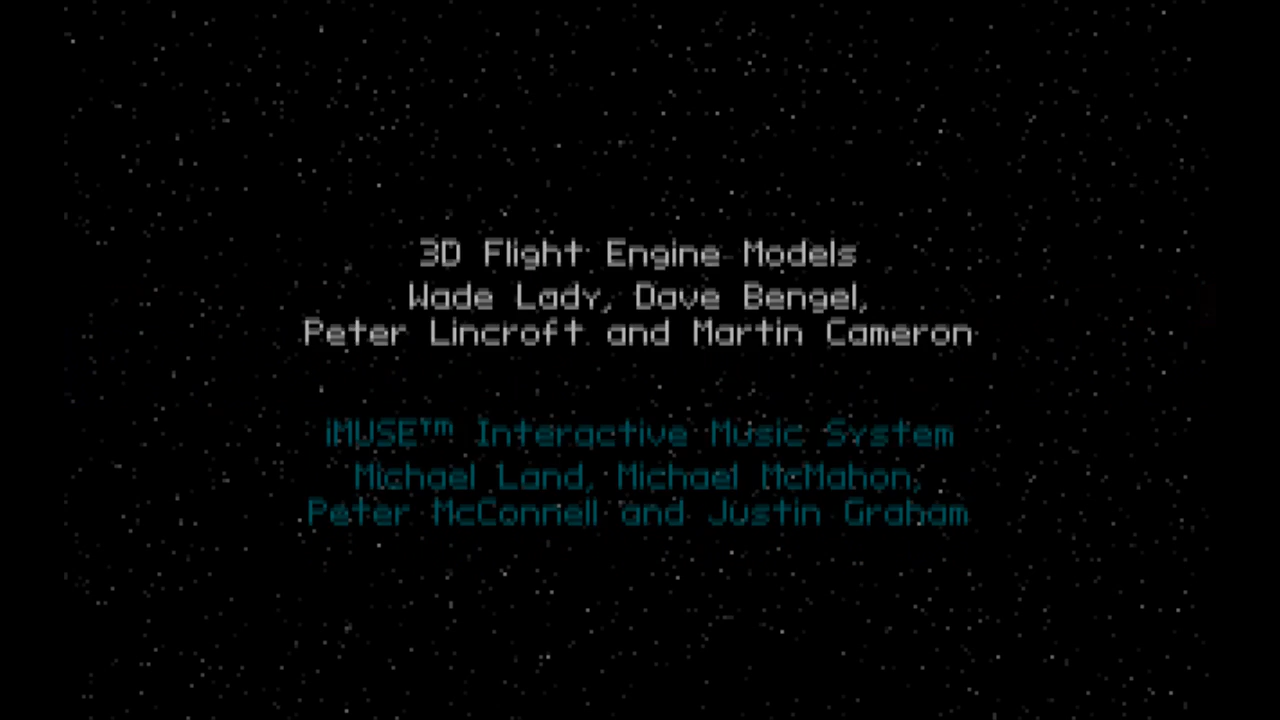 3D Flight Engine Models
Wade Lady, Dave Bengel,
Peter Lincroft and Martin Cameron
iMUSE™ Interactive Music System
Michael Land, Michael McMahon,
Peter McConnell and Justin Graham